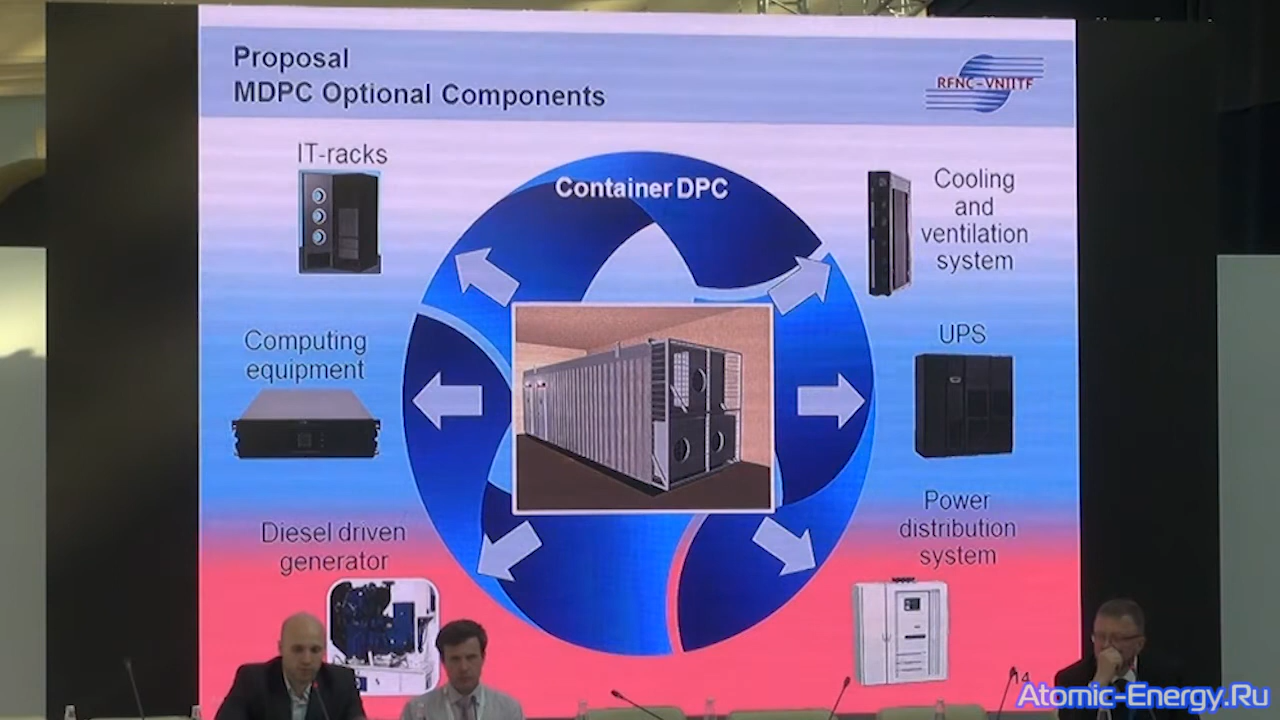 Proposal
MDPC Optional Components
RFNC-VNIITF
IT-racks
Container DPC
Cooling
and
ventilation
system
Computing
equipment
UPS
Diesel driven
generator
Power
distribution
system
14
Atomic-Energy.Ru